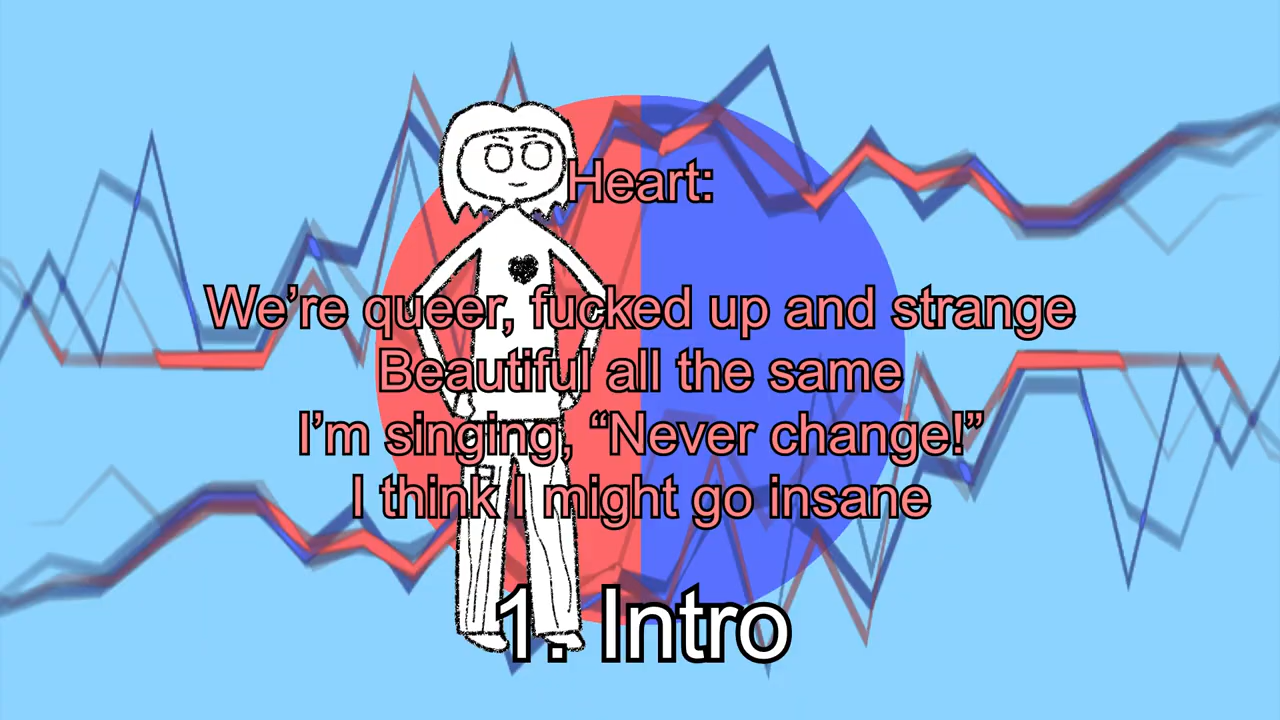 Heart:
We’re queer, fucked up and strange
Beautiful all the same
I’m singing, “Never change!”
I think I might go insane
1. Intro